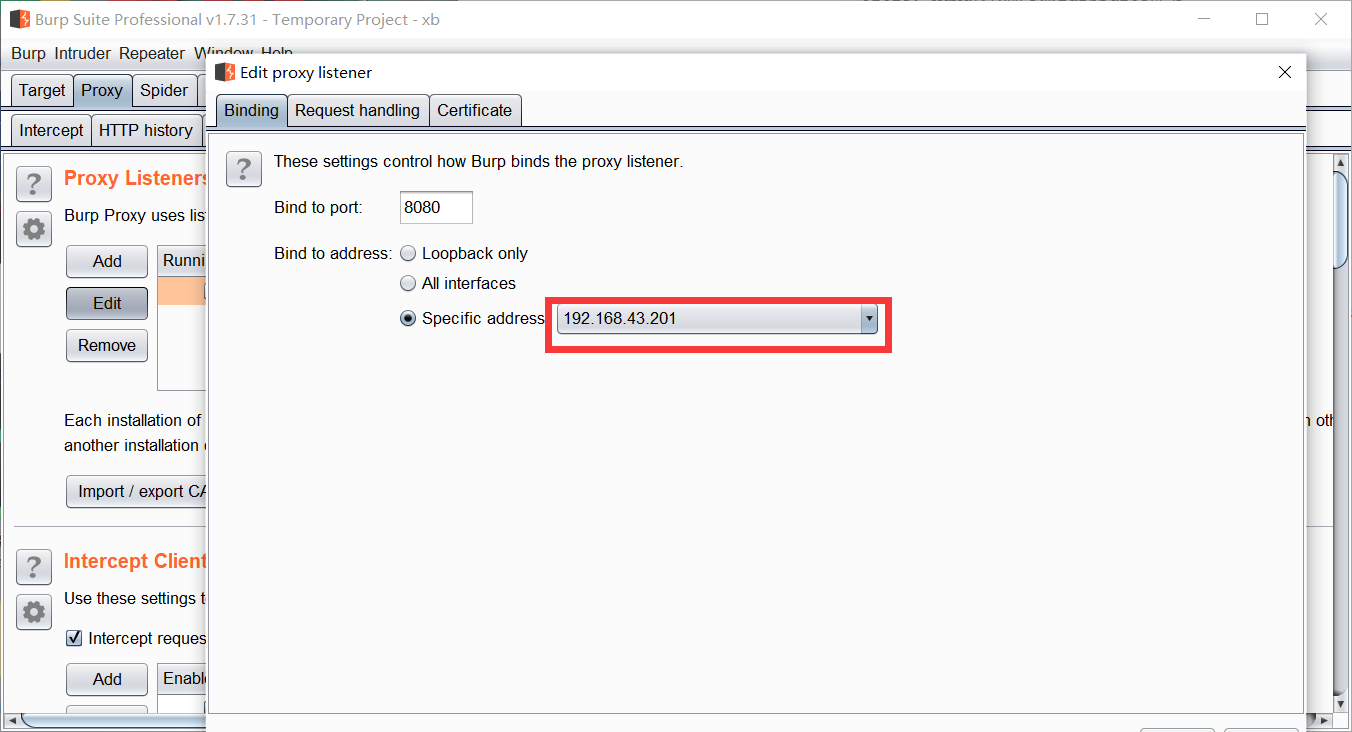 Burp Suite Professional v1.7.31 - Temporary Project - xb
Burp Intruder Repeater Window Help
Edit proxy listener
Target Proxy Spider
Binding Request handling Certificate
Intercept HTTP history
These settings control how Burp binds the proxy listener.
? Proxy Listeners
?
Bind to port: 8080
Burp Proxy uses lis
Bind to address: Loopback only
Add Runni
All interfaces
Edit
Specific address 192.168.43.201
Remove
Each installation of
another installation
Import / export CA
? Intercept Client
Use these settings t
Intercept reques
Add Enable